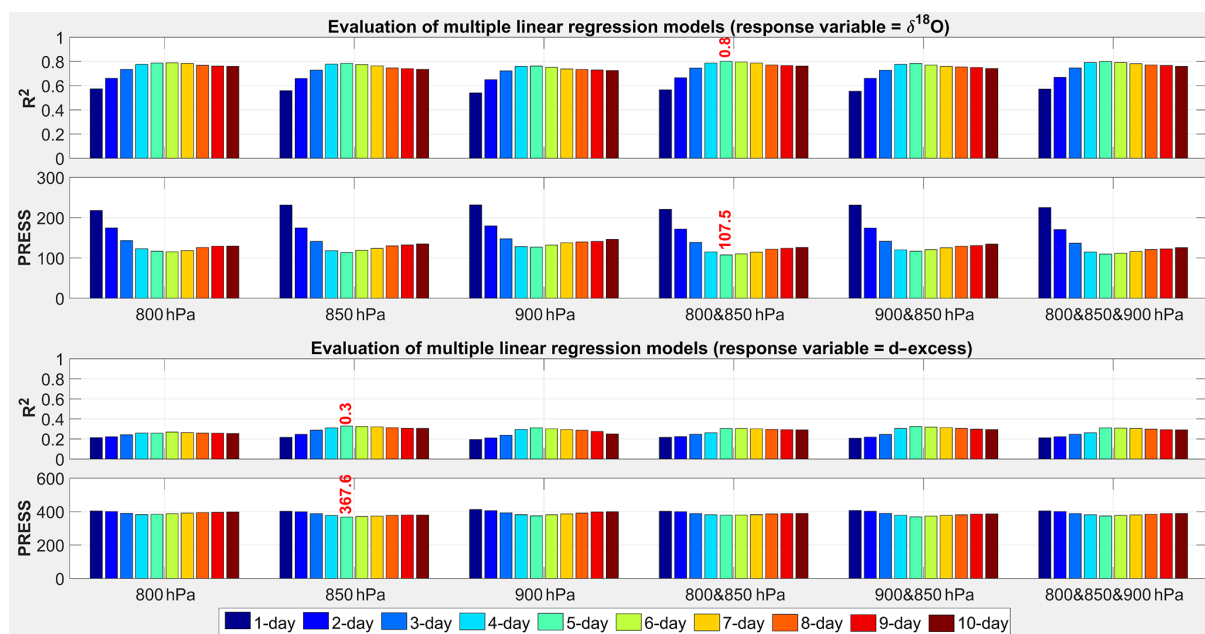 Evaluation of multiple linear regression models (response variable = δ¹⁸O)
1
0.8
0.6
0.4
0.2
0
R²
0.8
300
200
100
0
PRESS
107.5
800 hPa 850 hPa 900 hPa 800&850 hPa 900&850 hPa 800&850&900 hPa
Evaluation of multiple linear regression models (response variable = d-excess)
1
0.8
0.6
0.4
0.2
0
R²
0.3
600
400
200
0
PRESS
367.6
800 hPa 850 hPa 900 hPa 800&850 hPa 900&850 hPa 800&850&900 hPa
1-day 2-day 3-day 4-day 5-day 6-day 7-day 8-day 9-day 10-day